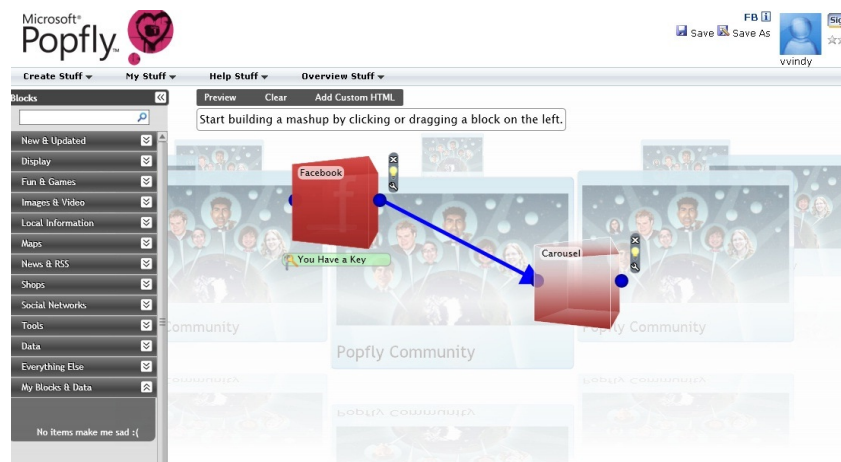 Microsoft®
Popfly™
FB
Save Save As
vvindy
Create Stuff My Stuff Help Stuff Overview Stuff
Blocks
Preview Clear Add Custom HTML
Start building a mashup by clicking or dragging a block on the left.
New & Updated
Display
Fun & Games
Images & Video
Local Information
Maps
News & RSS
Shops
Social Networks
Tools
Data
Everything Else
My Blocks & Data
No items make me sad :(
Facebook
You Have a Key
Carousel
Community
Popfly Community
Popfly Community